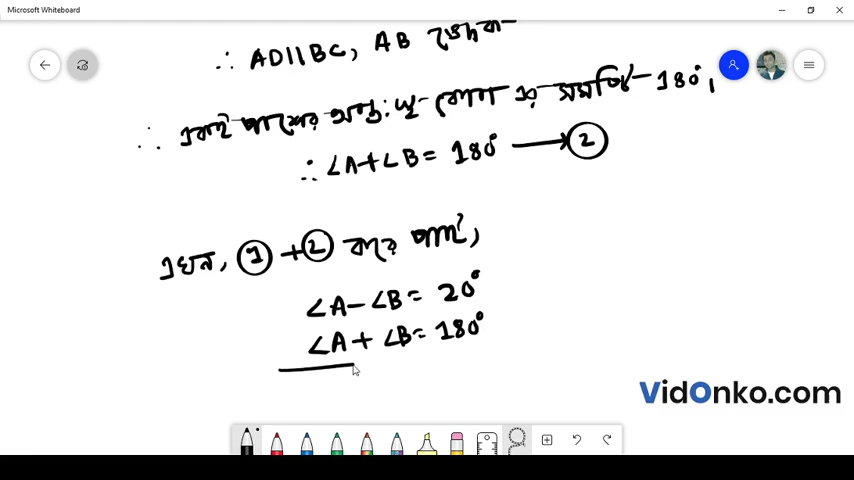 Microsoft Whiteboard
∴ AD||BC, AB ছেদক
∴ একই পাশের অন্তঃস্থ কোণ এর সমষ্টি 180°,
∴ ∠A+∠B= 180° → 2
এখন, 1 + 2 করে পাই,
∠A-∠B= 20°
∠A+ ∠B= 180°
VidOnko.com